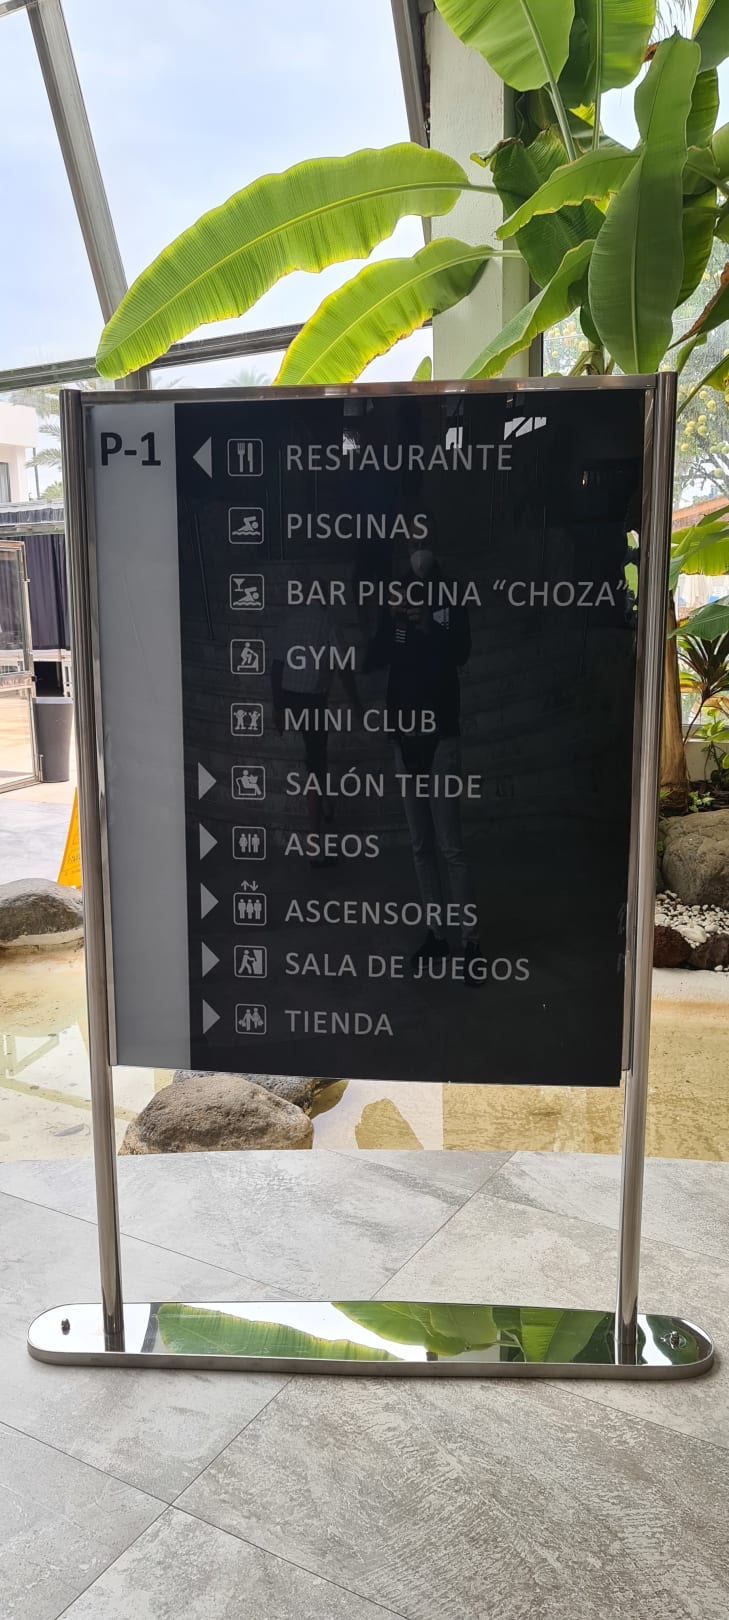 P-1
RESTAURANTE
PISCINAS
BAR PISCINA “CHOZA”
GYM
MINI CLUB
SALÓN TEIDE
ASEOS
ASCENSORES
SALA DE JUEGOS
TIENDA